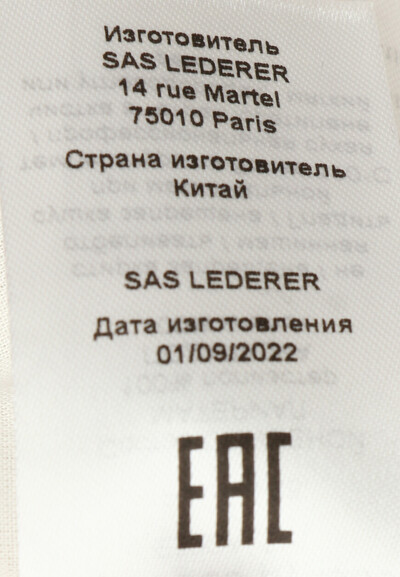 Изготовитель
SAS LEDERER
14 rue Martel
75010 Paris
Страна изготовитель
Китай
SAS LEDERER
Дата изготовления
01/09/2022
EAC